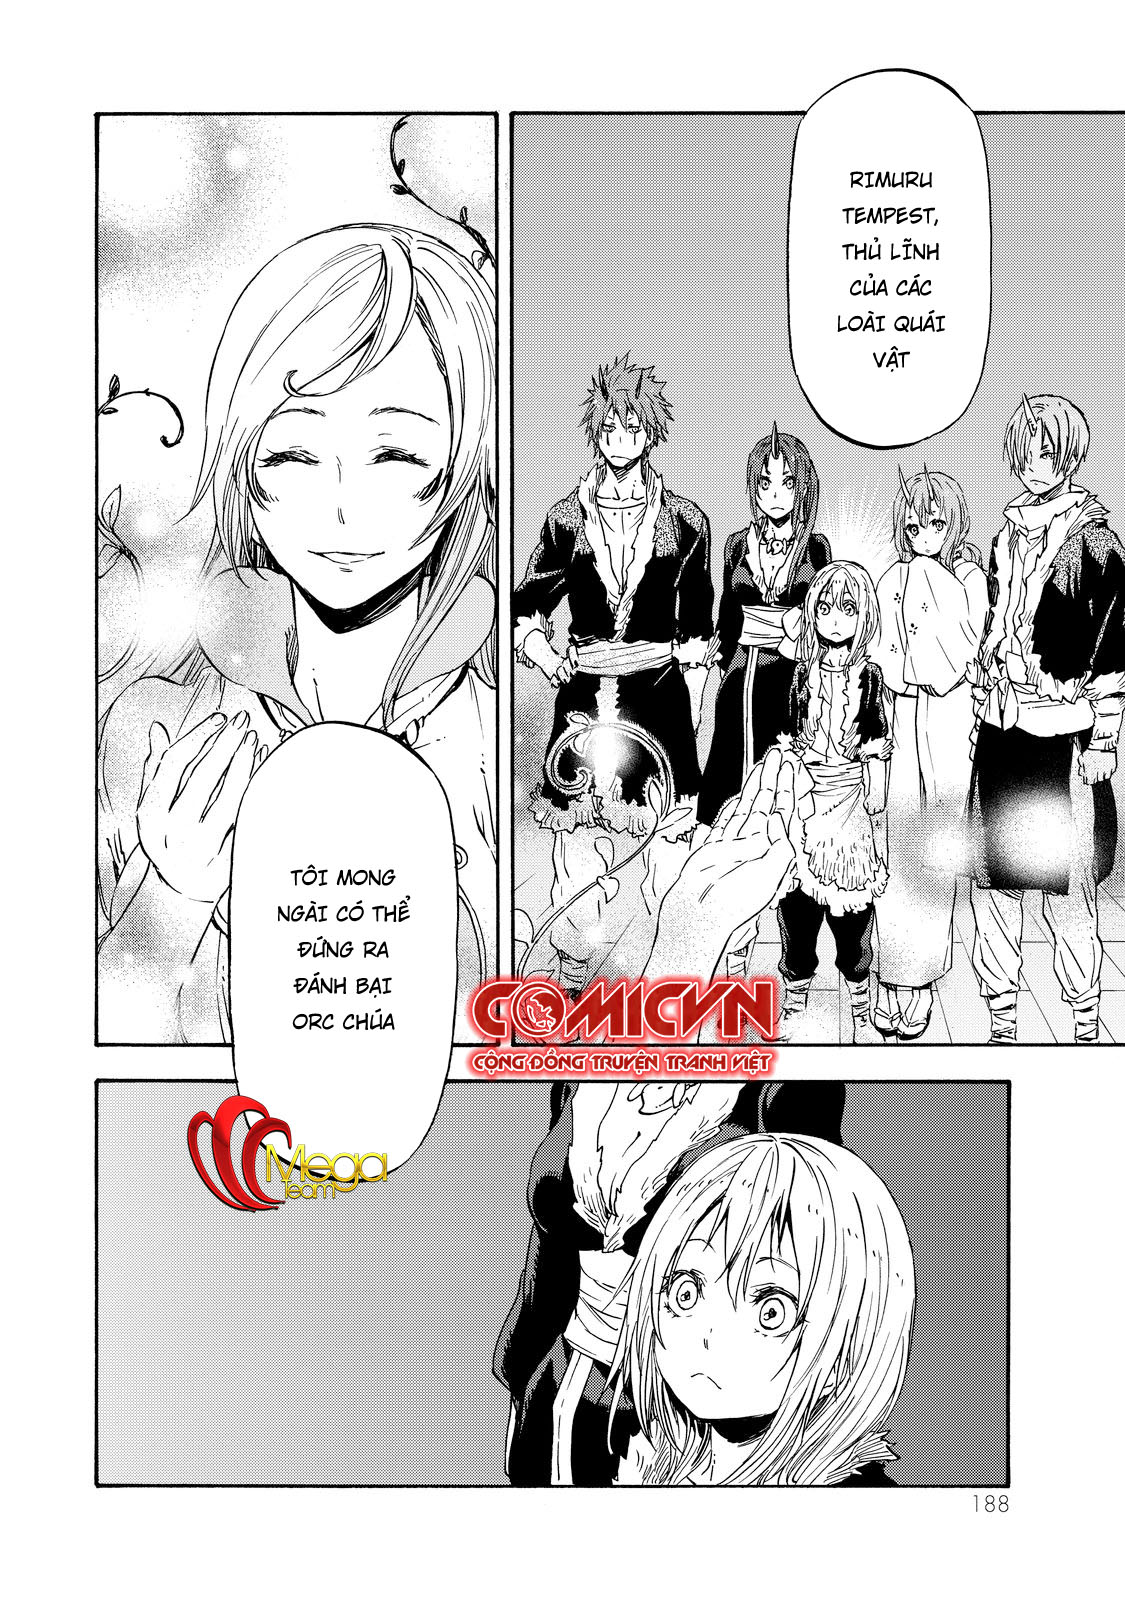 RIMURU
TEMPEST,
THỦ LĨNH
CỦA CÁC
LOÀI QUÁI
VẬT
TÔI MONG
NGÀI CÓ THỂ
ĐỨNG RA
ĐÁNH BẠI
ORC CHÚA
COMICVN
CỘNG ĐỒNG TRUYỆN TRANH VIỆT
Mega
Team
188